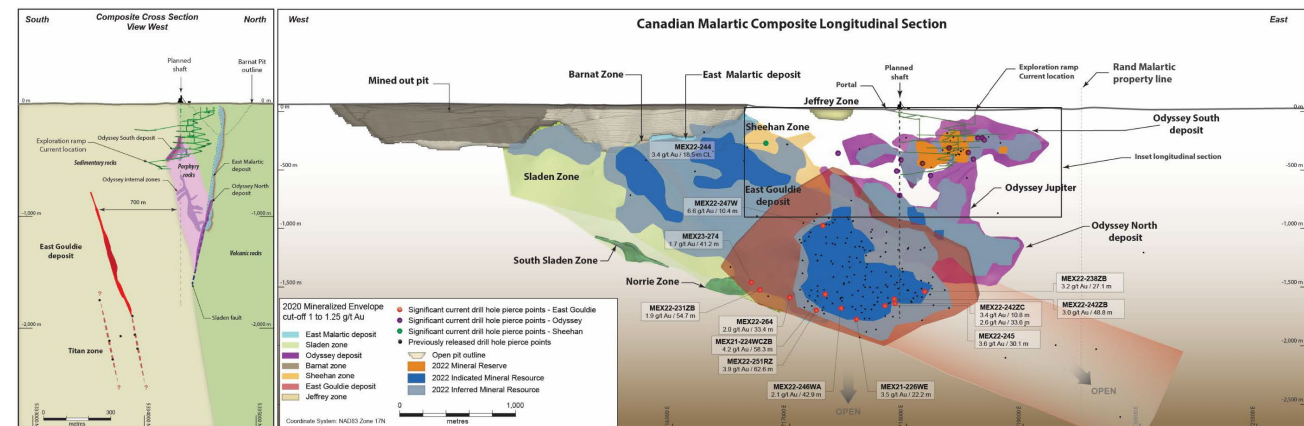 South
Composite Cross Section
View West
North
Planned
shaft
Barnat Pit
outline
0 m
0 m
Odyssey South deposit
Exploration ramp
Current location
Sedimentary rocks
Porphyry
rocks
Odyssey internal zones
East Malartic
deposit
Odyssey North
deposit
-500 m
700 m
-1,000 m
-1,000 m
East Gouldie
deposit
Volcanic rocks
Sladen fault
-2,000 m
-2,000 m
Titan zone
?
?
?
?
0
300
metres
West
Canadian Malartic Composite Longitudinal Section
East
Mined out pit
Barnat Zone
East Malartic deposit
Portal
Planned
shaft
Exploration ramp
Current location
Rand Malartic
property line
0 m
0 m
Jeffrey Zone
Sheehan Zone
Odyssey South
deposit
MEX22-244
3.4 g/t Au / 18.5m CL
-500 m
Inset longitudinal section
Sladen Zone
East Gouldie
deposit
Odyssey Jupiter
MEX22-247W
6.6 g/t Au / 10.4 m
-1,000 m
-1,000 m
Odyssey North
deposit
MEX23-274
1.7 g/t Au / 41.2 m
South Sladen Zone
Norrie Zone
-1,500 m
-1,500 m
MEX22-238ZB
3.2 g/t Au / 27.1 m
MEX22-231ZB
1.9 g/t Au / 54.7 m
MEX22-242ZC
3.4 g/t Au / 10.8 m
2.6 g/t Au / 33.6 m
MEX22-242ZB
3.0 g/t Au / 48.8 m
MEX22-264
2.0 g/t Au / 33.4 m
MEX21-224WCZB
4.2 g/t Au / 58.3 m
MEX22-245
3.6 g/t Au / 30.1 m
MEX22-251RZ
3.9 g/t Au / 62.6 m
-2,000 m
MEX22-246WA
2.1 g/t Au / 42.9 m
MEX21-226WE
3.5 g/t Au / 22.2 m
OPEN
OPEN
-2,500 m
2020 Mineralized Envelope
cut-off 1 to 1.25 g/t Au
East Malartic deposit
Sladen zone
Odyssey deposit
Barnat zone
Sheehan zone
East Gouldie deposit
Jeffrey zone
Significant current drill hole pierce points - East Gouldie
Significant current drill hole pierce points - Odyssey
Significant current drill hole pierce points - Sheehan
Previously released drill hole pierce points
Open pit outline
2022 Mineral Reserve
2022 Indicated Mineral Resource
2022 Inferred Mineral Resource
0
1,000
metres
Coordinate System: NAD83 Zone 17N